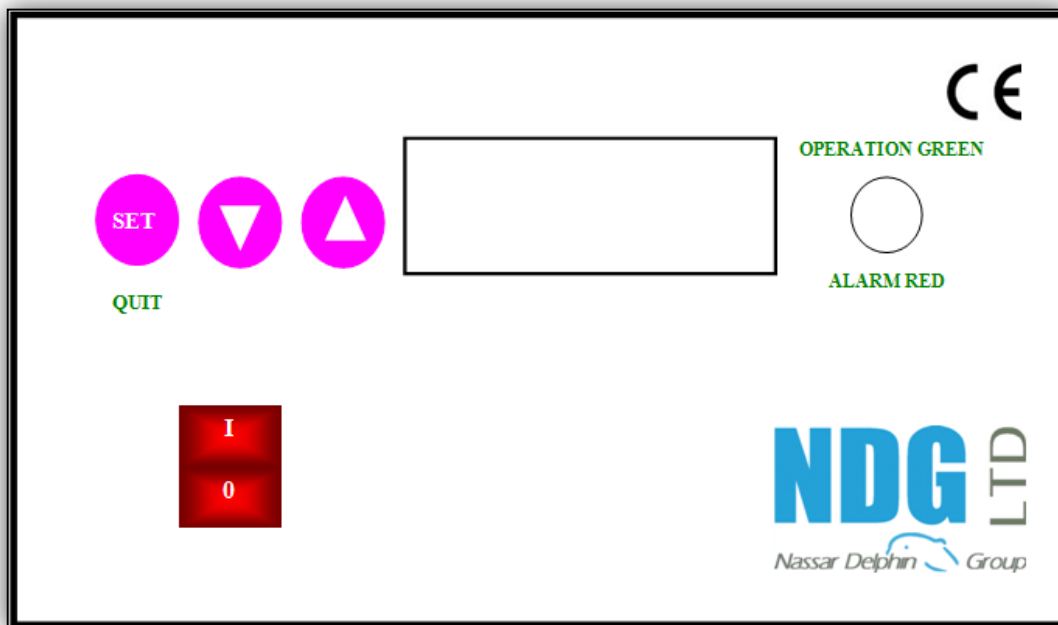 CE
OPERATION GREEN
SET
ALARM RED
QUIT
I
0
NDG LTD
Nassar Delphin Group